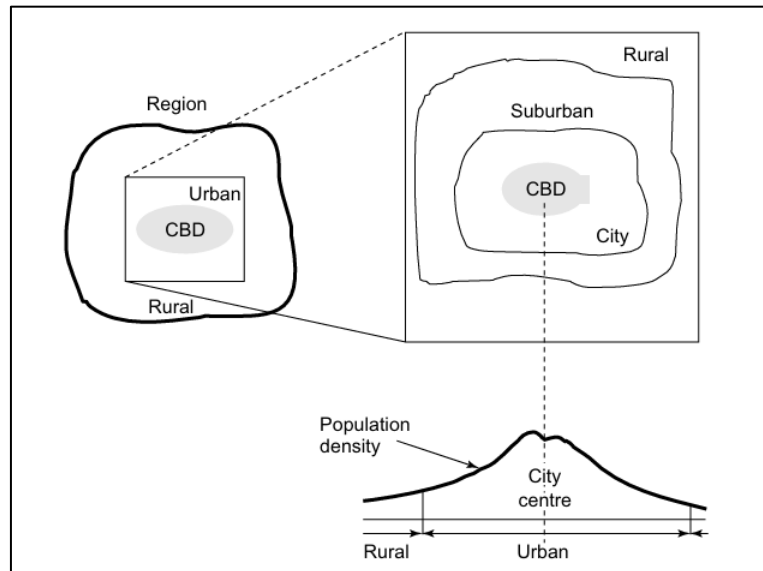 Region
Urban
CBD
Rural
Rural
Suburban
CBD
City
Population
density
City
centre
Rural
Urban